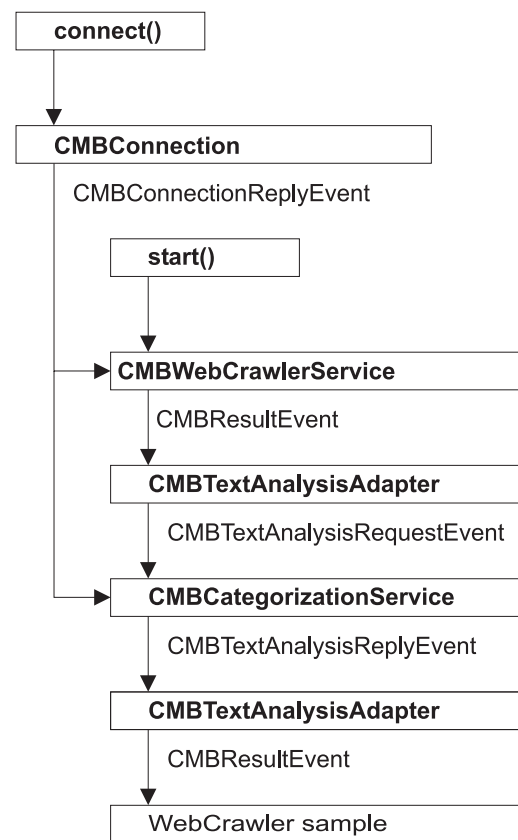 connect()
CMBConnection
CMBConnectionReplyEvent
start()
CMBWebCrawlerService
CMBResultEvent
CMBTextAnalysisAdapter
CMBTextAnalysisRequestEvent
CMBCategorizationService
CMBTextAnalysisReplyEvent
CMBTextAnalysisAdapter
CMBResultEvent
WebCrawler sample